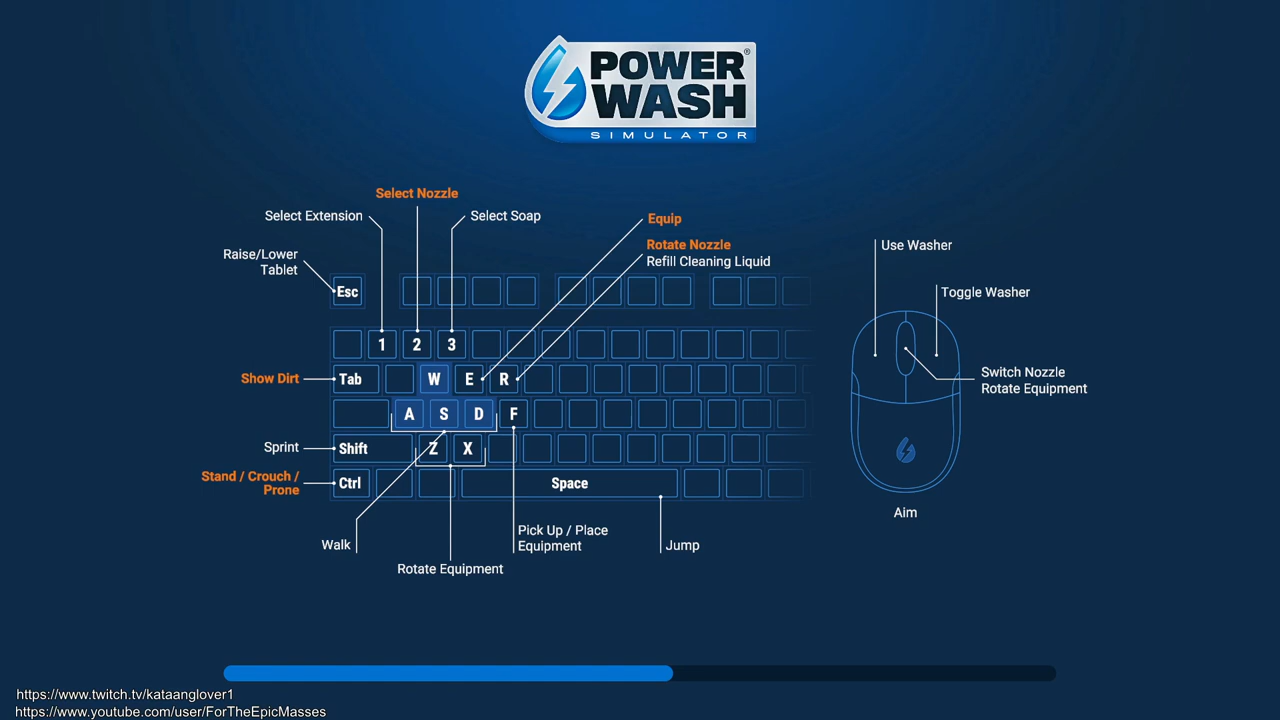 POWER®
WASH
SIMULATOR
Select Nozzle
Select Extension
Select Soap
Equip
Rotate Nozzle
Refill Cleaning Liquid
Raise/Lower
Tablet
Use Washer
Toggle Washer
Esc
1 2 3
Show Dirt
Tab W E R
Switch Nozzle
Rotate Equipment
A S D F
Sprint
Shift Z X
Stand / Crouch /
Prone
Ctrl Space
Aim
Walk
Pick Up / Place
Equipment
Jump
Rotate Equipment
https://www.twitch.tv/kataanglover1
https://www.youtube.com/user/ForTheEpicMasses